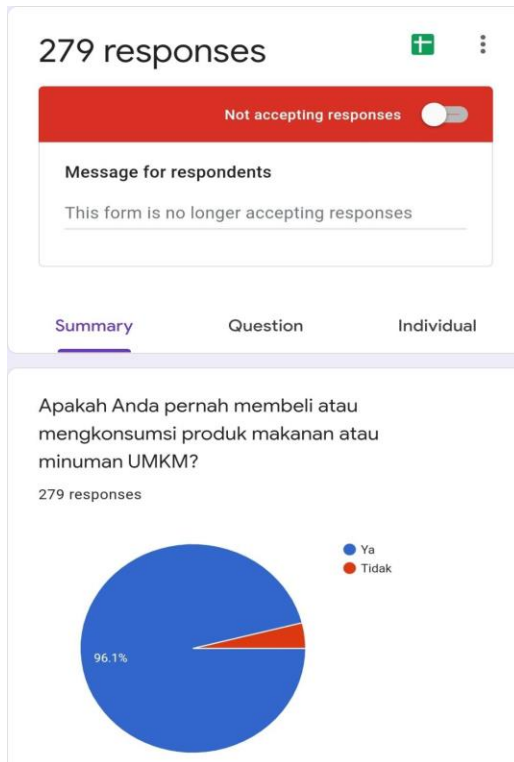 279 responses
Not accepting responses
Message for respondents
This form is no longer accepting responses
Summary
Question
Individual
Apakah Anda pernah membeli atau
mengkonsumsi produk makanan atau
minuman UMKM?
279 responses
Ya
Tidak
96.1%